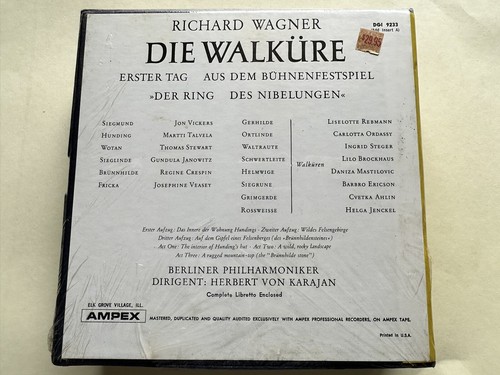 RICHARD WAGNER
DGI 9233
$29.95
DIE WALKÜRE
ERSTER TAG AUS DEM BÜHNENFESTSPIEL
»DER RING DES NIBELUNGEN«
SIEGMUND JON VICKERS GERHILDE LISELOTTE REBMANN
HUNDING MARTTI TALVELA ORTLINDE CARLOTTA ORDASSY
WOTAN THOMAS STEWART WALTRAUTE INGRID STEGER
SIEGLINDE GUNDULA JANOWITZ SCHWERTLEITE LILO BROCKHAUS
Walküren
BRÜNNHILDE REGINE CRESPIN HELMWIGE DANIZA MASTILOVIC
FRICKA JOSEPHINE VEASEY SIEGRUNE BARBRO ERICSON
GRIMGERDE CVETKA AHLIN
ROSSWEISSE HELGA JENCKEL
Erster Aufzug: Das Innere der Wohnung Hundings · Zweiter Aufzug: Wildes Felsengebirge
Dritter Aufzug: Auf dem Gipfel eines Felsenberges (des »Brünnhildensteines«)
Act One: The interior of Hunding's hut · Act Two: A wild, rocky landscape
Act Three: A rugged mountain-top (the "Brünnhilde stone")
BERLINER PHILHARMONIKER
DIRIGENT: HERBERT VON KARAJAN
Complete Libretto Enclosed
ELK GROVE VILLAGE, ILL.
AMPEX
MASTERED, DUPLICATED AND QUALITY AUDITED EXCLUSIVELY WITH AMPEX PROFESSIONAL RECORDERS, ON AMPEX TAPES.
Printed in U.S.A.